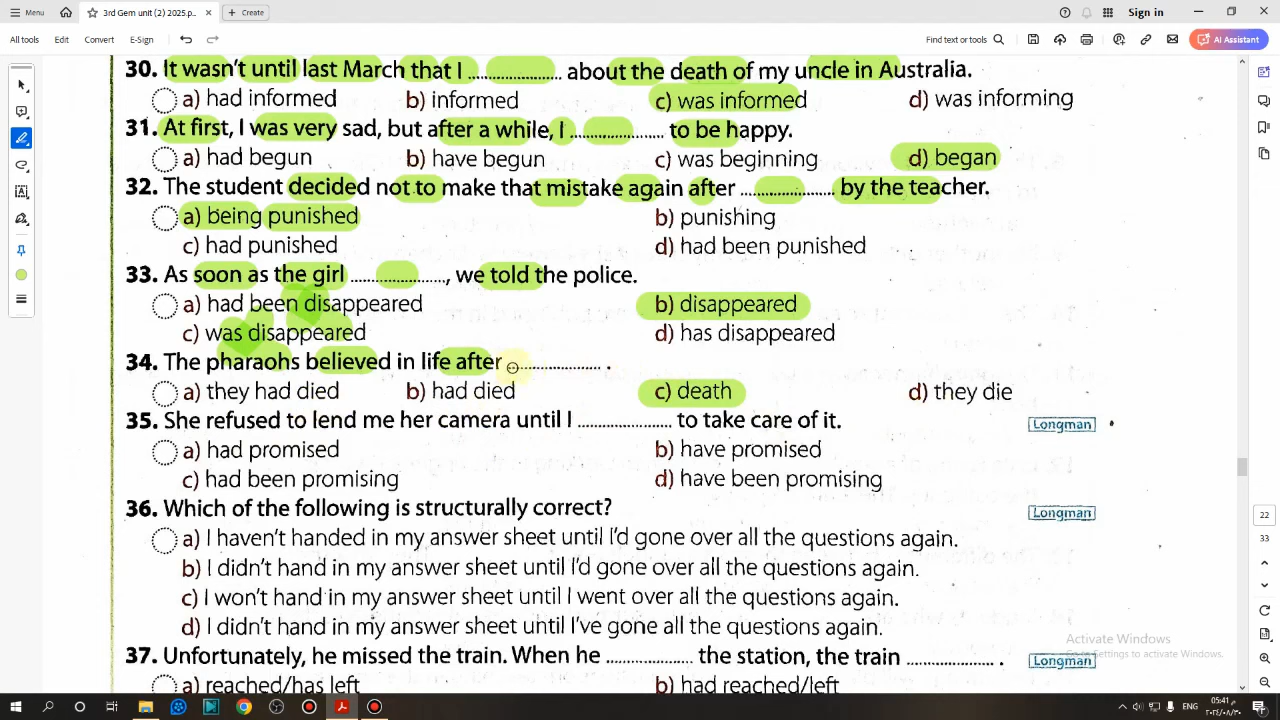 Menu
3rd Gem unit (2) 2025.p...
Create
Sign in
All tools Edit Convert E-Sign
Find text or tools
AI Assistant
30. It wasn't until last March that I ........................ about the death of my uncle in Australia.
a) had informed b) informed c) was informed d) was informing
31. At first, I was very sad, but after a while, I ........................ to be happy.
a) had begun b) have begun c) was beginning d) began
32. The student decided not to make that mistake again after ........................ by the teacher.
a) being punished b) punishing
c) had punished d) had been punished
33. As soon as the girl ........................, we told the police.
a) had been disappeared b) disappeared
c) was disappeared d) has disappeared
34. The pharaohs believed in life after ........................ .
a) they had died b) had died c) death d) they die
35. She refused to lend me her camera until I ........................ to take care of it. Longman
a) had promised b) have promised
c) had been promising d) have been promising
36. Which of the following is structurally correct? Longman
a) I haven't handed in my answer sheet until I'd gone over all the questions again.
b) I didn't hand in my answer sheet until I'd gone over all the questions again.
c) I won't hand in my answer sheet until I went over all the questions again.
d) I didn't hand in my answer sheet until I've gone all the questions again.
37. Unfortunately, he missed the train. When he ...................... the station, the train ...................... . Longman
a) reached/has left b) had reached/left
22
33
Activate Windows
Go to Settings to activate Windows.
ENG
05:41 م